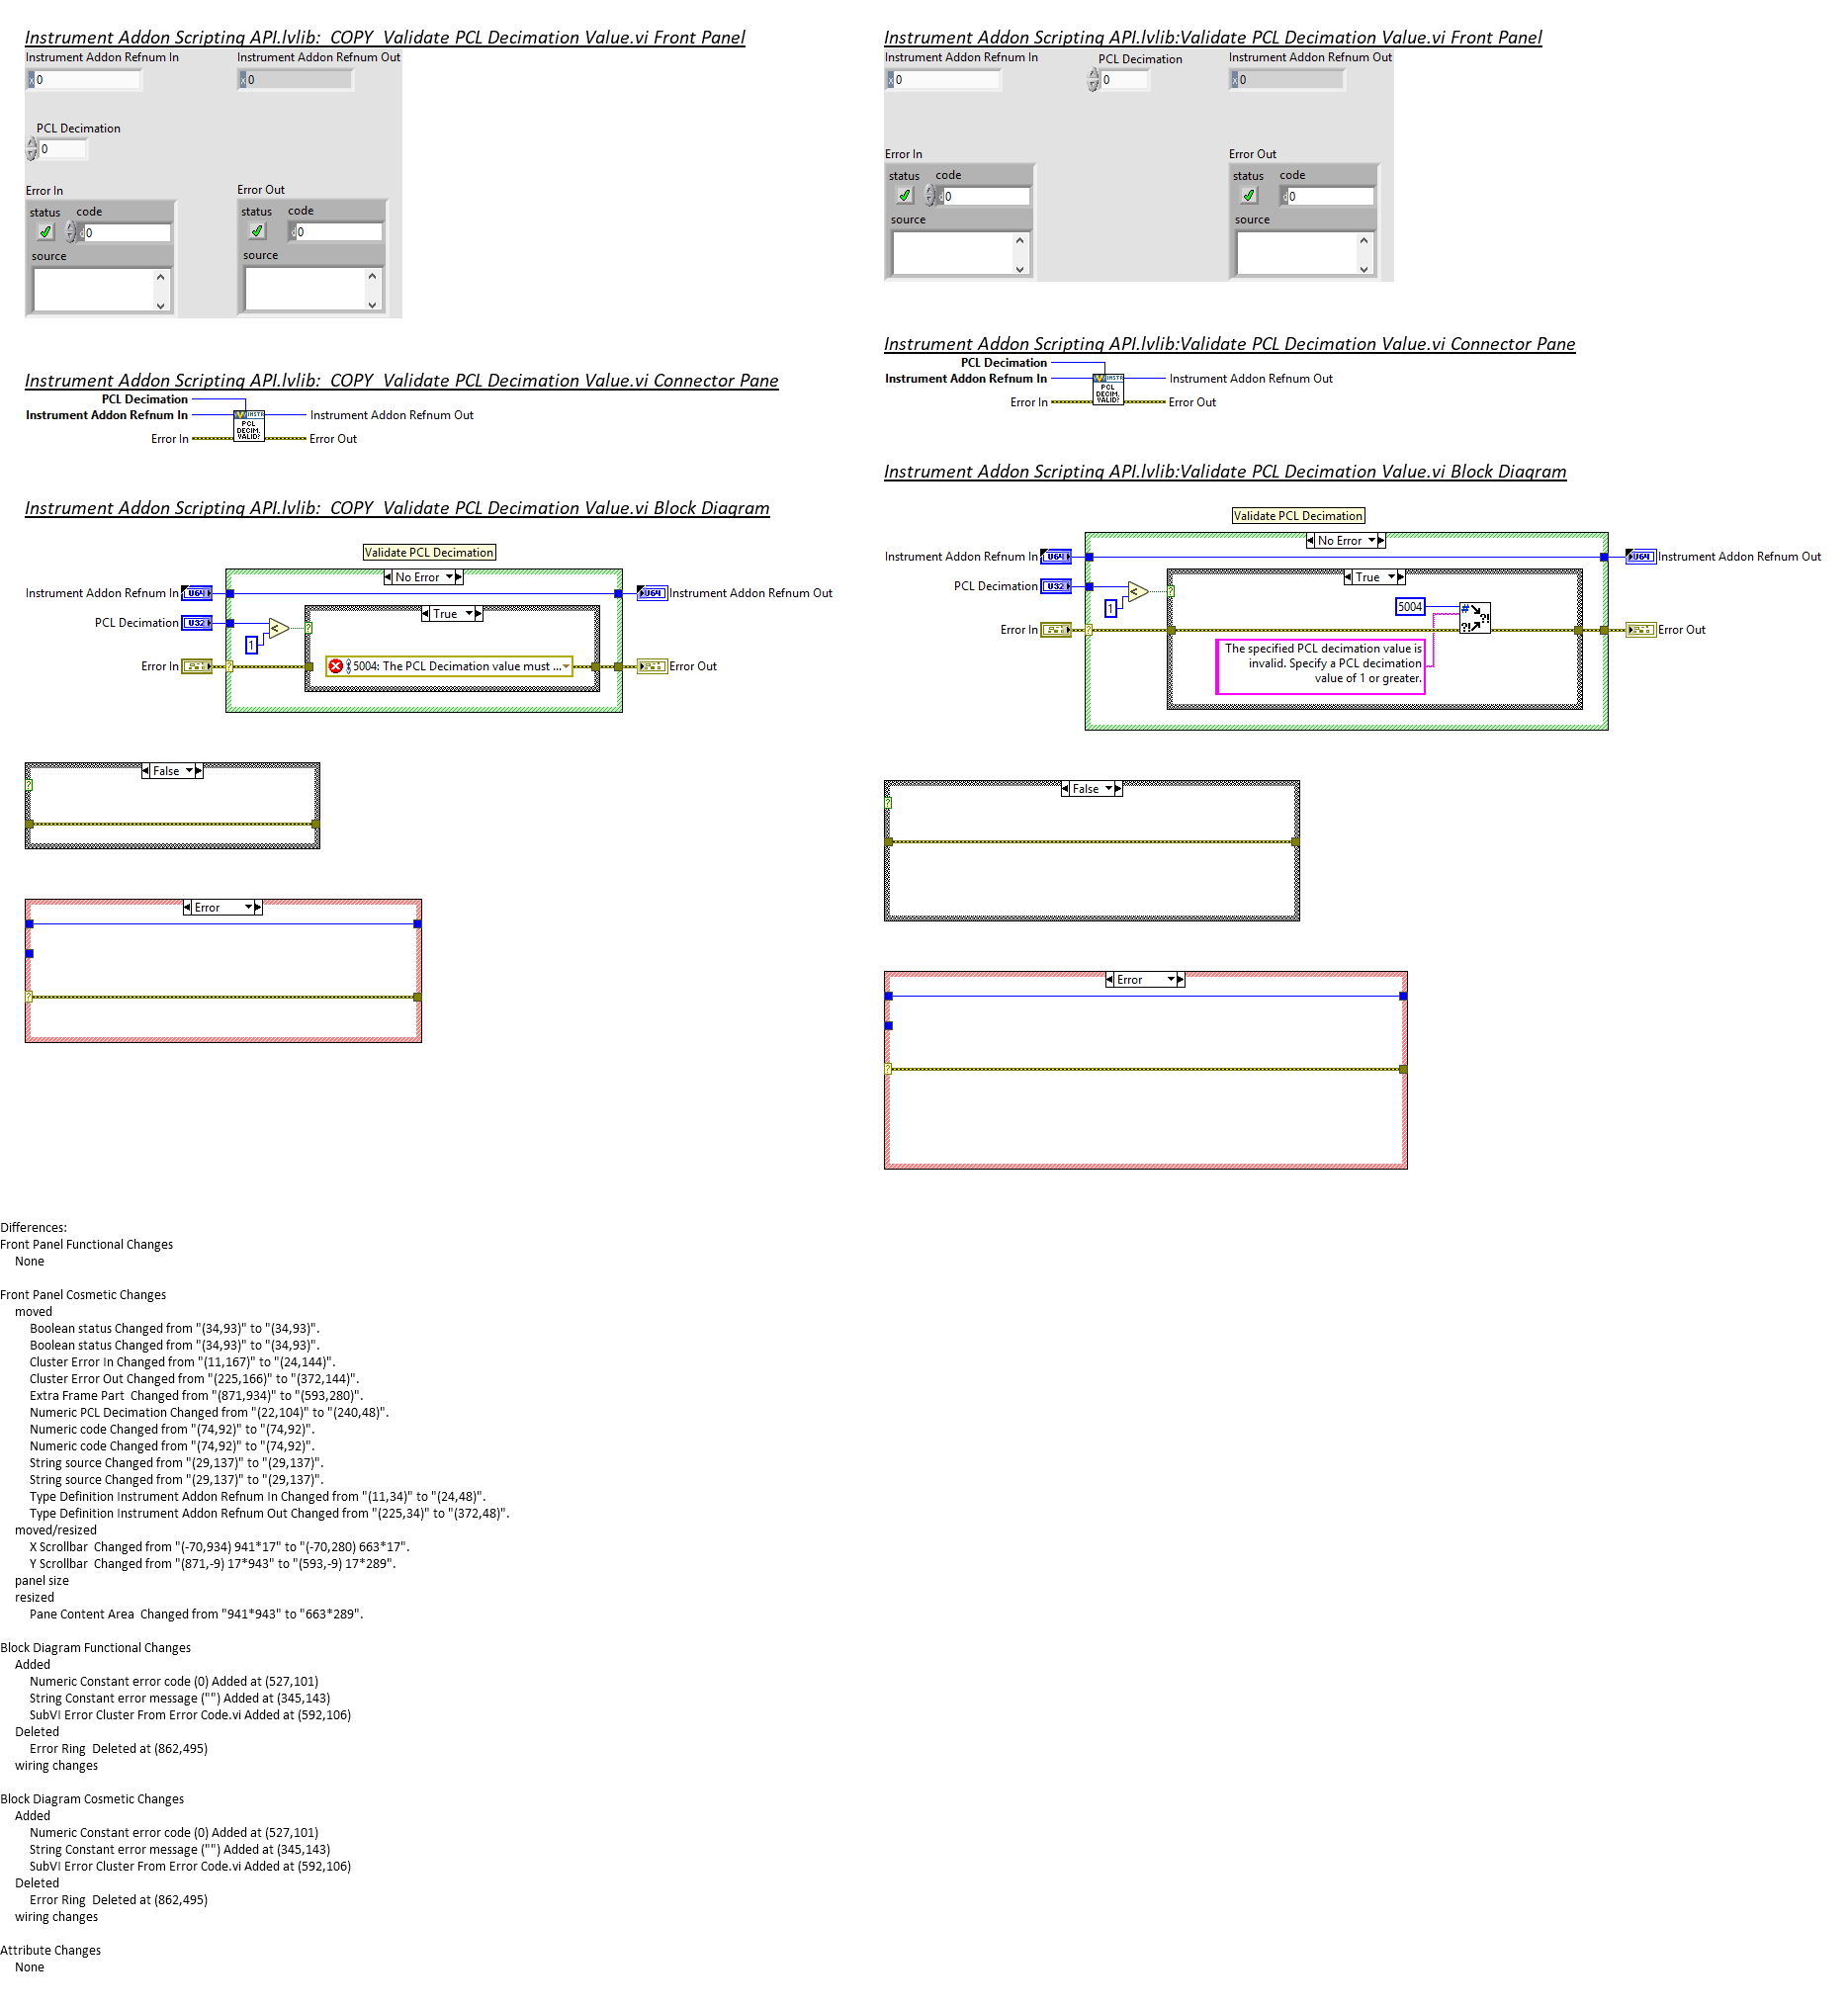 Instrument Addon Scripting API.lvlib:_COPY_Validate PCL Decimation Value.vi Front Panel
Instrument Addon Refnum In
Instrument Addon Refnum Out
x 0
x 0
PCL Decimation
0
Error In
Error Out
status
code
status
code
d 0
d 0
source
source
Instrument Addon Scripting API.lvlib:_COPY_Validate PCL Decimation Value.vi Connector Pane
PCL Decimation
Instrument Addon Refnum In
Instrument Addon Refnum Out
Error In
Error Out
INSTR
PCL
DECIM.
VALID?
Instrument Addon Scripting API.lvlib:_COPY_Validate PCL Decimation Value.vi Block Diagram
Validate PCL Decimation
No Error
Instrument Addon Refnum In
U64
U64
Instrument Addon Refnum Out
True
PCL Decimation
U32
<
?
1
Error In
?
5004: The PCL Decimation value must ...
Error Out
False
?
Error
?
Instrument Addon Scripting API.lvlib:Validate PCL Decimation Value.vi Front Panel
Instrument Addon Refnum In
PCL Decimation
Instrument Addon Refnum Out
x 0
0
x 0
Error In
Error Out
status
code
status
code
d 0
d 0
source
source
Instrument Addon Scripting API.lvlib:Validate PCL Decimation Value.vi Connector Pane
PCL Decimation
Instrument Addon Refnum In
Instrument Addon Refnum Out
Error In
Error Out
INSTR
PCL
DECIM.
VALID?
Instrument Addon Scripting API.lvlib:Validate PCL Decimation Value.vi Block Diagram
Validate PCL Decimation
No Error
Instrument Addon Refnum In
U64
U64
Instrument Addon Refnum Out
True
PCL Decimation
U32
<
?
1
5004
#
?!
?!
Error In
?
Error Out
The specified PCL decimation value is
invalid. Specify a PCL decimation
value of 1 or greater.
False
?
Error
?
Differences:
Front Panel Functional Changes
None
Front Panel Cosmetic Changes
moved
Boolean status Changed from "(34,93)" to "(34,93)".
Boolean status Changed from "(34,93)" to "(34,93)".
Cluster Error In Changed from "(11,167)" to "(24,144)".
Cluster Error Out Changed from "(225,166)" to "(372,144)".
Extra Frame Part  Changed from "(871,934)" to "(593,280)".
Numeric PCL Decimation Changed from "(22,104)" to "(240,48)".
Numeric code Changed from "(74,92)" to "(74,92)".
Numeric code Changed from "(74,92)" to "(74,92)".
String source Changed from "(29,137)" to "(29,137)".
String source Changed from "(29,137)" to "(29,137)".
Type Definition Instrument Addon Refnum In Changed from "(11,34)" to "(24,48)".
Type Definition Instrument Addon Refnum Out Changed from "(225,34)" to "(372,48)".
moved/resized
X Scrollbar  Changed from "(-70,934) 941*17" to "(-70,280) 663*17".
Y Scrollbar  Changed from "(871,-9) 17*943" to "(593,-9) 17*289".
panel size
resized
Pane Content Area  Changed from "941*943" to "663*289".
Block Diagram Functional Changes
Added
Numeric Constant error code (0) Added at (527,101)
String Constant error message ("") Added at (345,143)
SubVI Error Cluster From Error Code.vi Added at (592,106)
Deleted
Error Ring  Deleted at (862,495)
wiring changes
Block Diagram Cosmetic Changes
Added
Numeric Constant error code (0) Added at (527,101)
String Constant error message ("") Added at (345,143)
SubVI Error Cluster From Error Code.vi Added at (592,106)
Deleted
Error Ring  Deleted at (862,495)
wiring changes
Attribute Changes
None